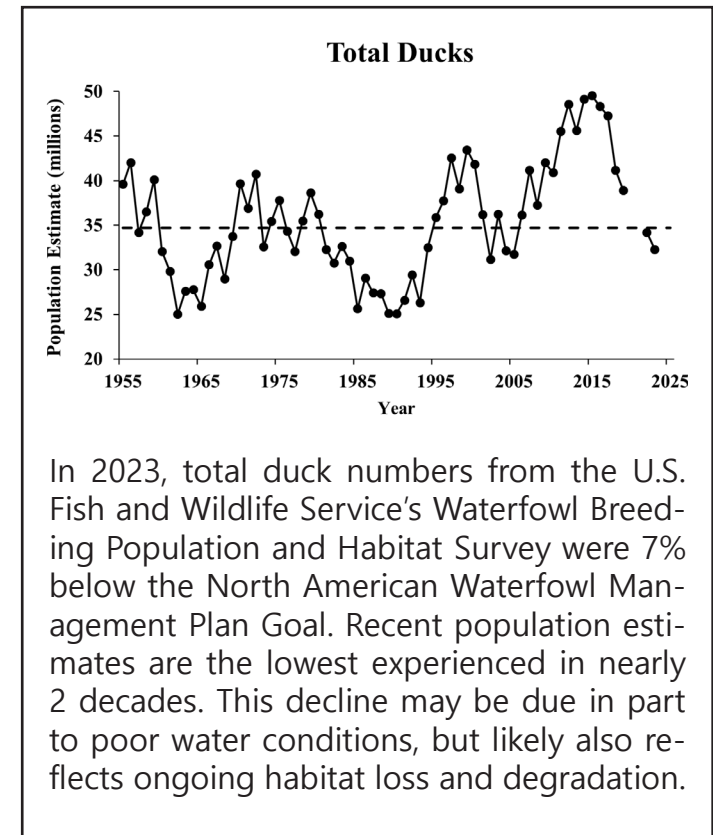 Total Ducks
Population Estimate (millions)
50
45
40
35
30
25
20
1955 1965 1975 1985 1995 2005 2015 2025
Year
In 2023, total duck numbers from the U.S.
Fish and Wildlife Service’s Waterfowl Breed-
ing Population and Habitat Survey were 7%
below the North American Waterfowl Man-
agement Plan Goal. Recent population esti-
mates are the lowest experienced in nearly
2 decades. This decline may be due in part
to poor water conditions, but likely also re-
flects ongoing habitat loss and degradation.